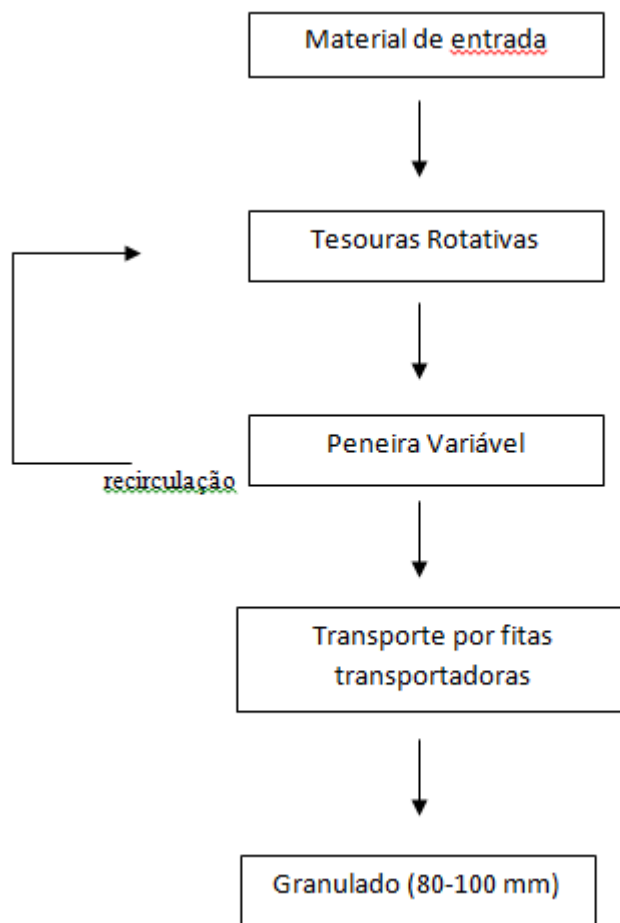 Material de entrada
Tesouras Rotativas
Peneira Variável
recirculação
Transporte por fitas
transportadoras
Granulado (80-100 mm)